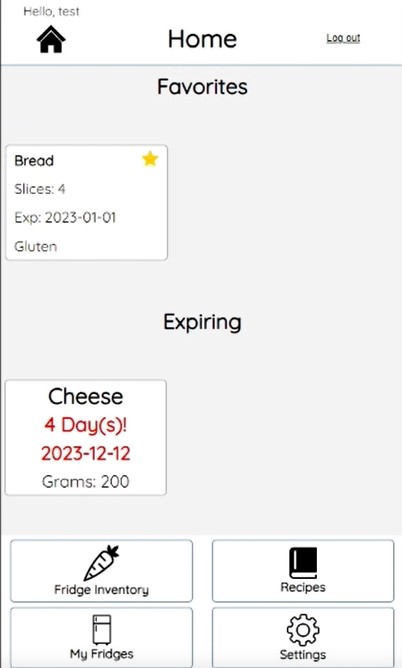 Hello, test
Home
Log out
Favorites
Bread
Slices: 4
Exp: 2023-01-01
Gluten
Expiring
Cheese
4 Day(s)!
2023-12-12
Grams: 200
Fridge Inventory
Recipes
My Fridges
Settings